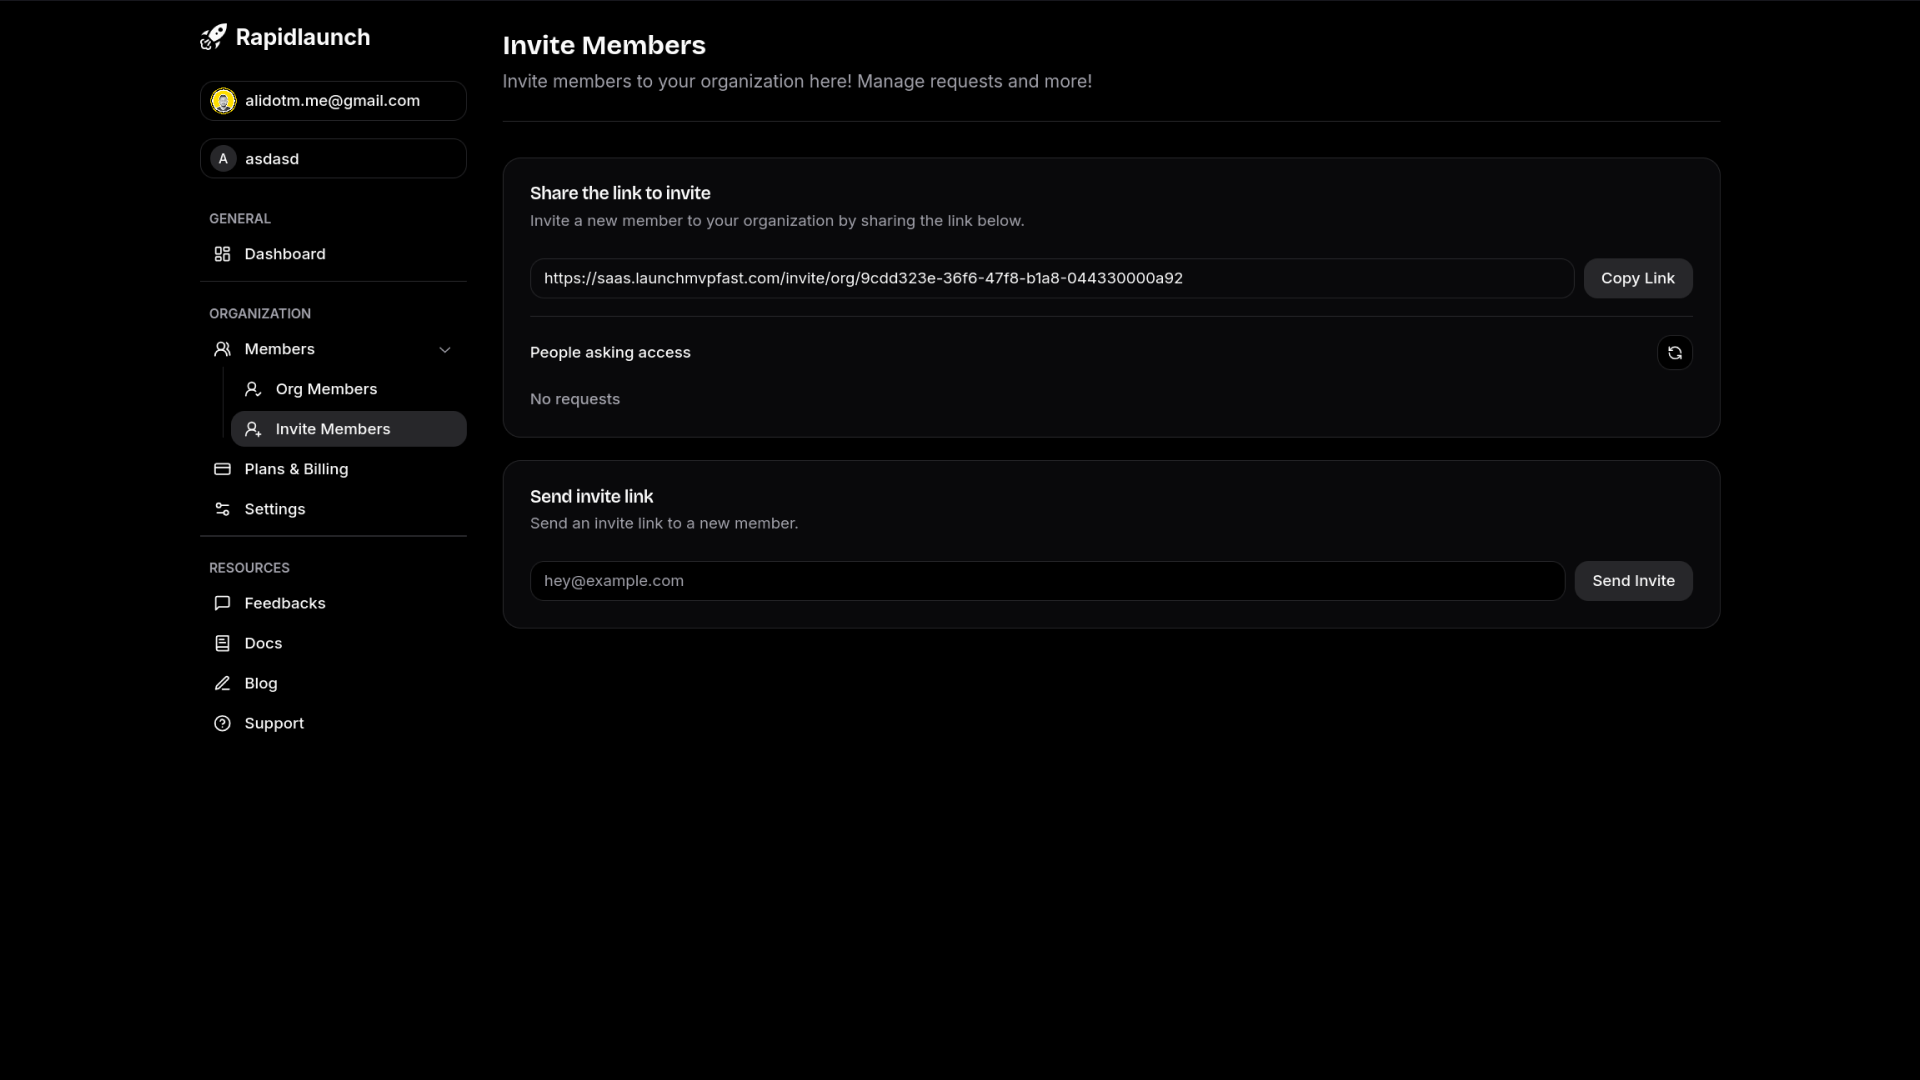 Rapidlaunch
alidotm.me@gmail.com
A asdasd
GENERAL
Dashboard
ORGANIZATION
Members
Org Members
Invite Members
Plans & Billing
Settings
RESOURCES
Feedbacks
Docs
Blog
Support
Invite Members
Invite members to your organization here! Manage requests and more!
Share the link to invite
Invite a new member to your organization by sharing the link below.
https://saas.launchmvpfast.com/invite/org/9cdd323e-36f6-47f8-b1a8-044330000a92 Copy Link
People asking access
No requests
Send invite link
Send an invite link to a new member.
hey@example.com Send Invite